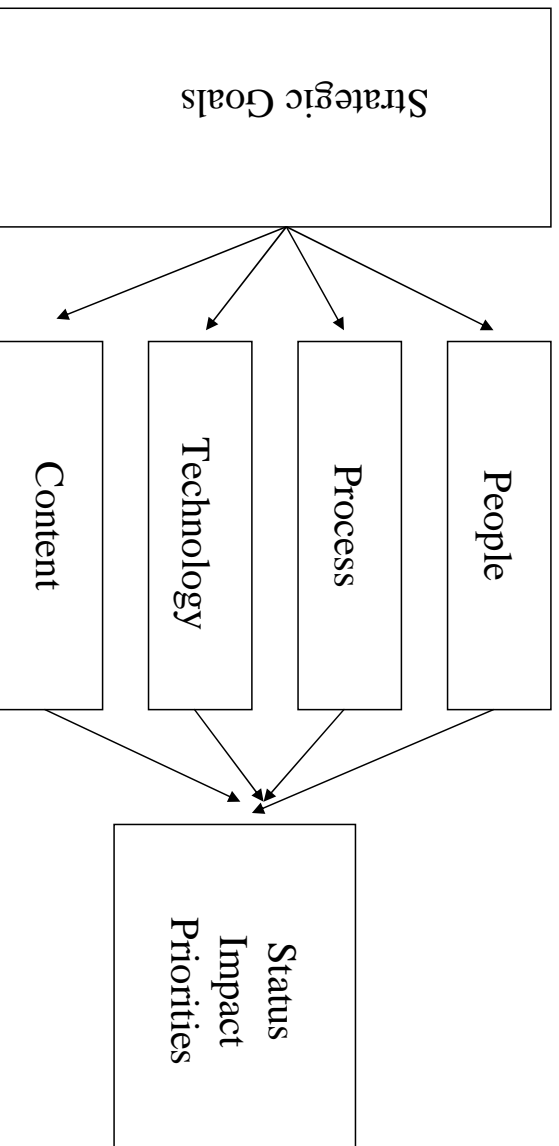 Strategic Goals
People
Process
Technology
Content
Status
Impact
Priorities